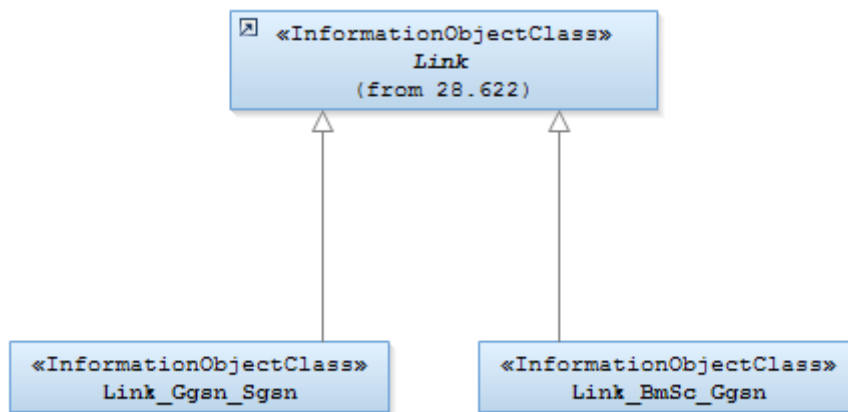 «InformationObjectClass»
Link
(from 28.622)
«InformationObjectClass»
Link_Ggsn_Sgsn
«InformationObjectClass»
Link_BmSc_Ggsn